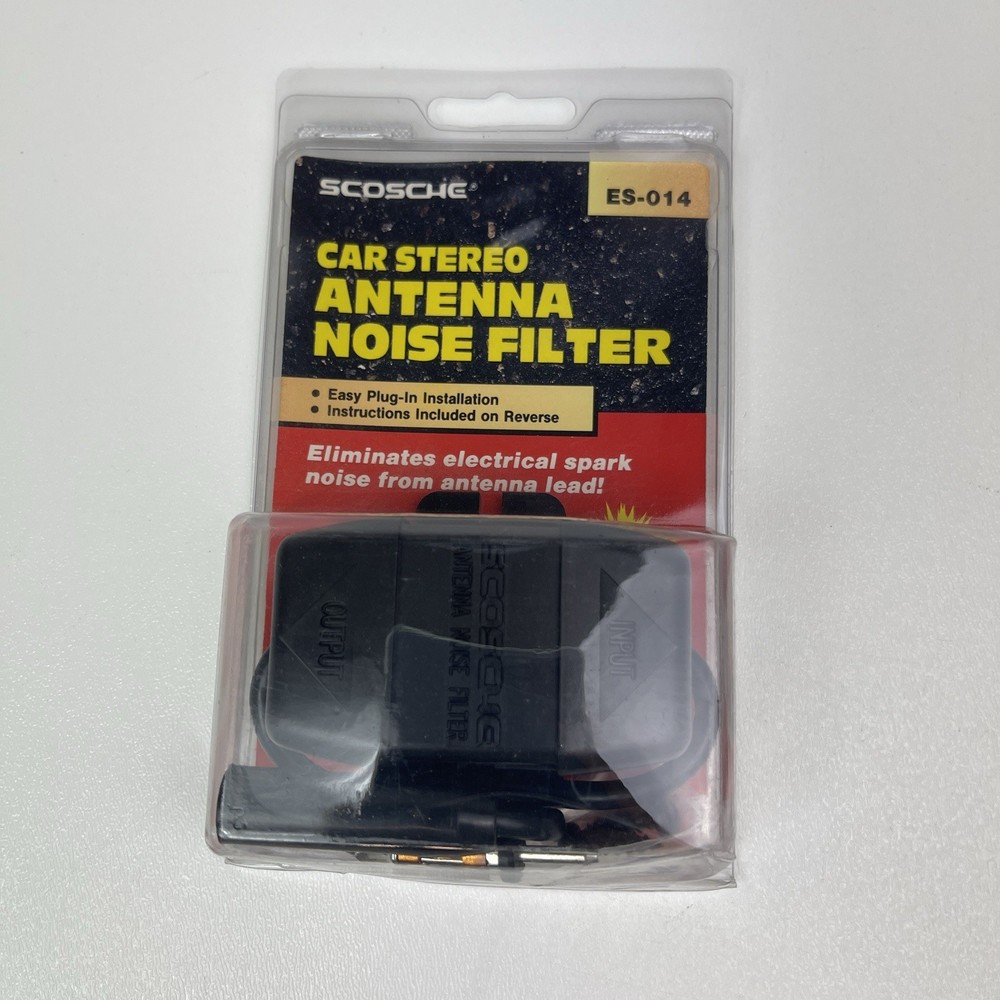 SCOSCHE®
ES-014
CAR STEREO
ANTENNA
NOISE FILTER
• Easy Plug-In Installation
• Instructions Included on Reverse
Eliminates electrical spark
noise from antenna lead!
OUTPUT
SCOSCHE
ANTENNA NOISE FILTER
INPUT